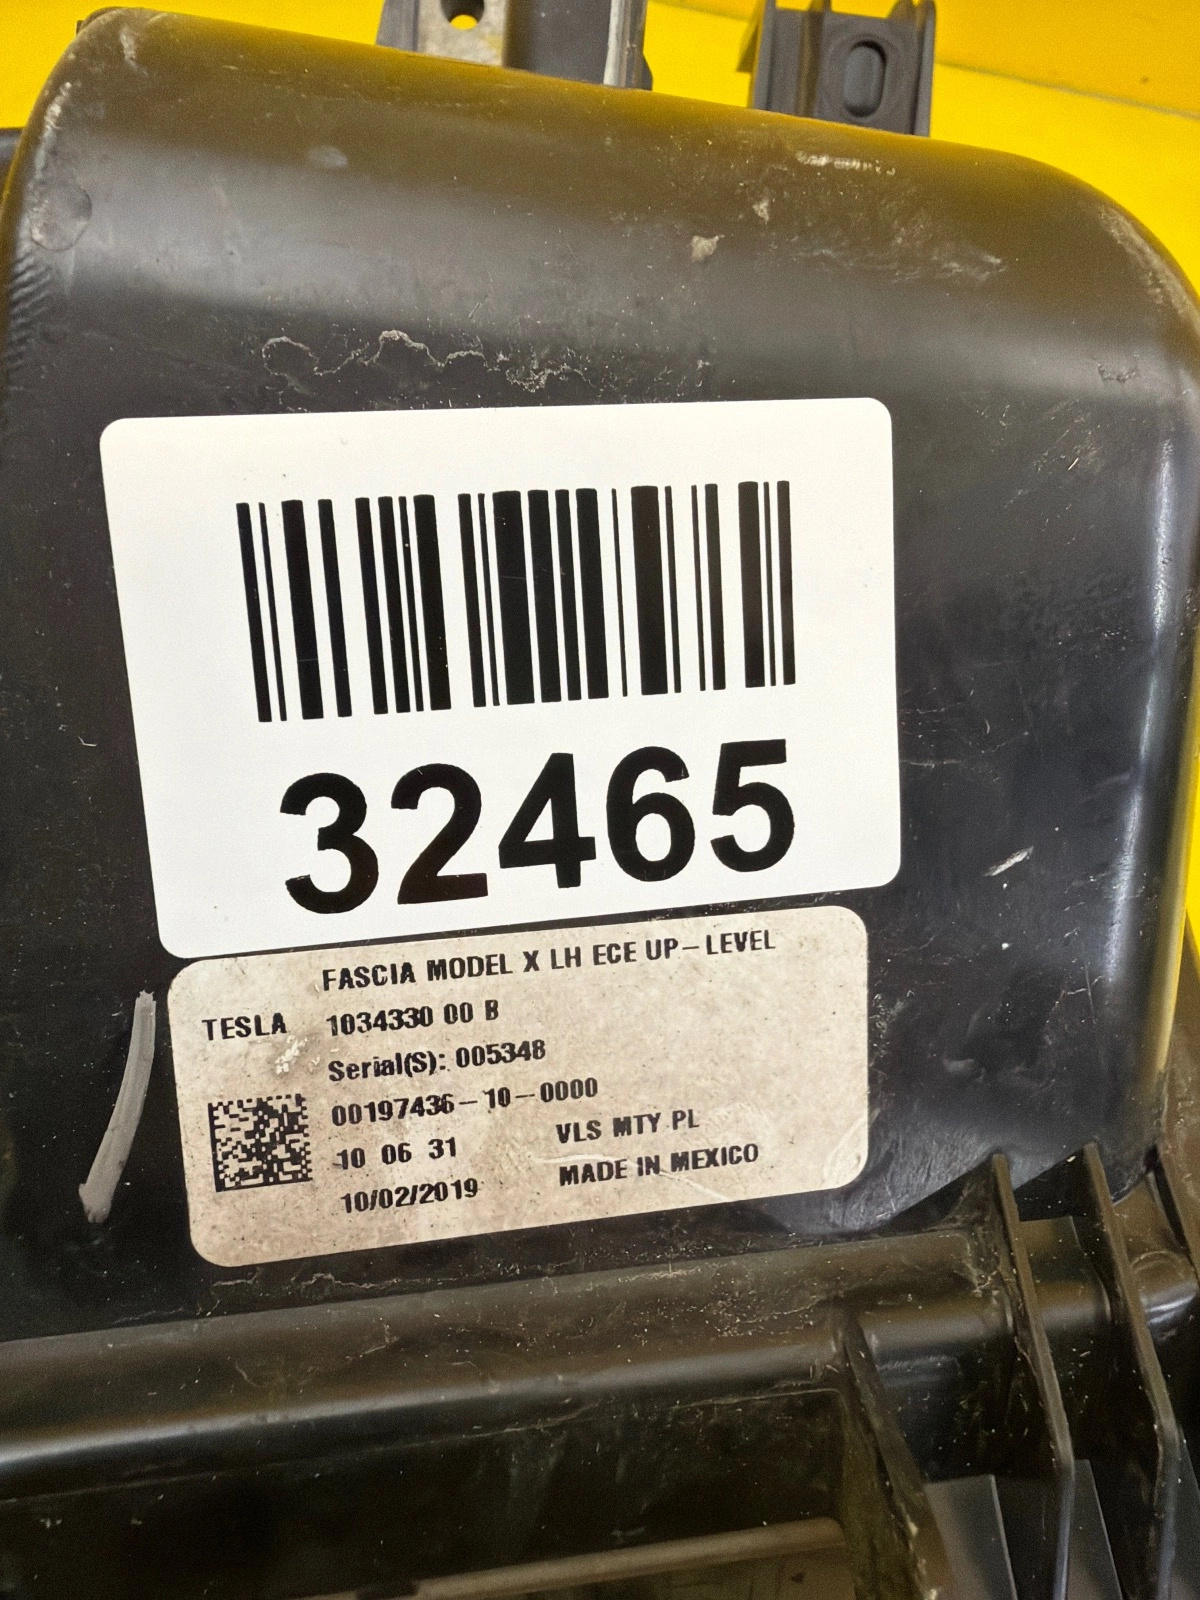 32465
FASCIA MODEL X LH ECE UP-LEVEL
TESLA 1034330 00 B
Serial(S): 005348
00197436-10-0000
10 06 31 VLS MTY PL
10/02/2019 MADE IN MEXICO